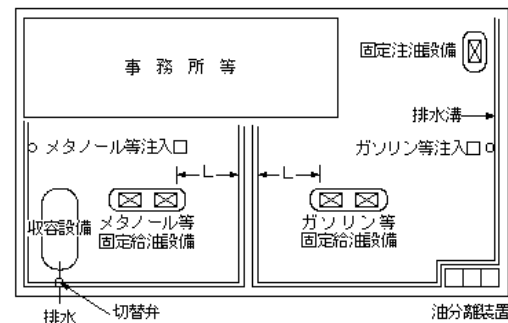 事務所等
固定注油設備
排水溝
メタノール等注入口
ガソリン等注入口
L
L
収容設備
メタノール等
固定給油設備
ガソリン等
固定給油設備
排水
切替弁
油分離装置